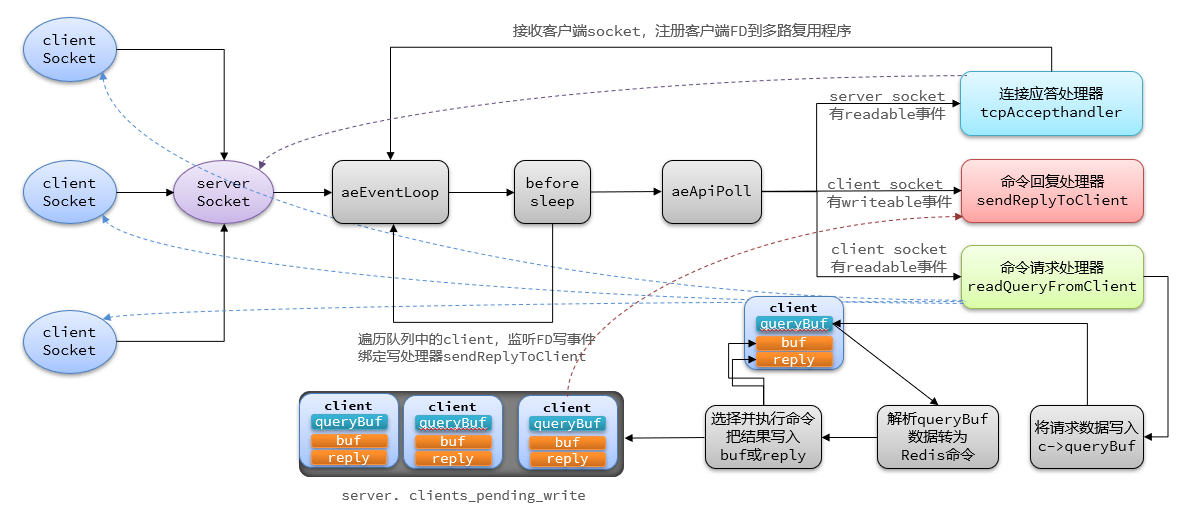 接收客户端socket，注册客户端FD到多路复用程序
client
Socket
client
Socket
client
Socket
server
Socket
aeEventLoop
before
sleep
aeApiPoll
server socket
有readable事件
连接应答处理器
tcpAccepthandler
client socket
有writeable事件
命令回复处理器
sendReplyToClient
client socket
有readable事件
命令请求处理器
readQueryFromClient
遍历队列中的client，监听FD写事件
绑定写处理器sendReplyToClient
client
queryBuf
buf
reply
client
queryBuf
buf
reply
client
queryBuf
buf
reply
client
queryBuf
buf
reply
server. clients_pending_write
选择并执行命令
把结果写入
buf或reply
解析queryBuf
数据转为
Redis命令
将请求数据写入
c->queryBuf